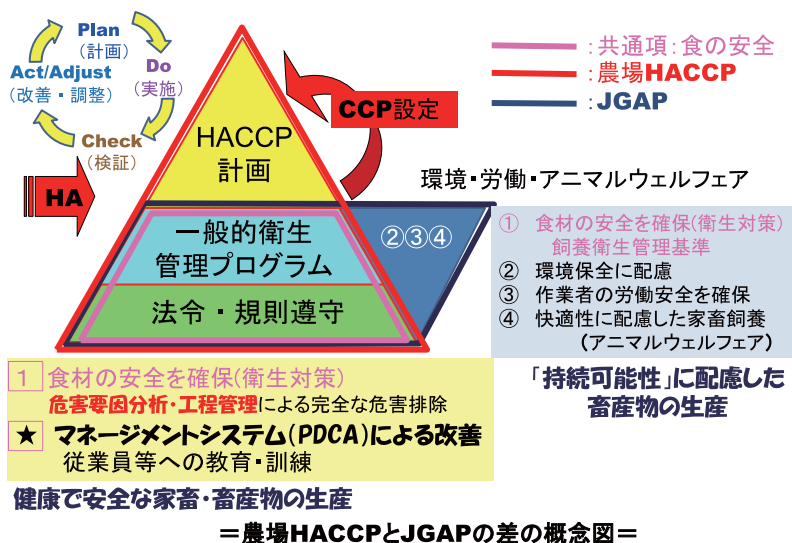 Plan
(計画)
Do
(実施)
Act/Adjust
(改善・調整)
Check
(検証)
:共通項:食の安全
:農場HACCP
:JGAP
CCP設定
HA
HACCP
計画
一般的衛生
管理プログラム
法令・規則遵守
②③④
環境・労働・アニマルウェルフェア
① 食材の安全を確保(衛生対策)
飼養衛生管理基準
② 環境保全に配慮
③ 作業者の労働安全を確保
④ 快適性に配慮した家畜飼養
(アニマルウェルフェア)
「持続可能性」に配慮した
畜産物の生産
1 食材の安全を確保(衛生対策)
危害要因分析・工程管理による完全な危害排除
★ マネージメントシステム(PDCA)による改善
従業員等への教育・訓練
健康で安全な家畜・畜産物の生産
=農場HACCPとJGAPの差の概念図=